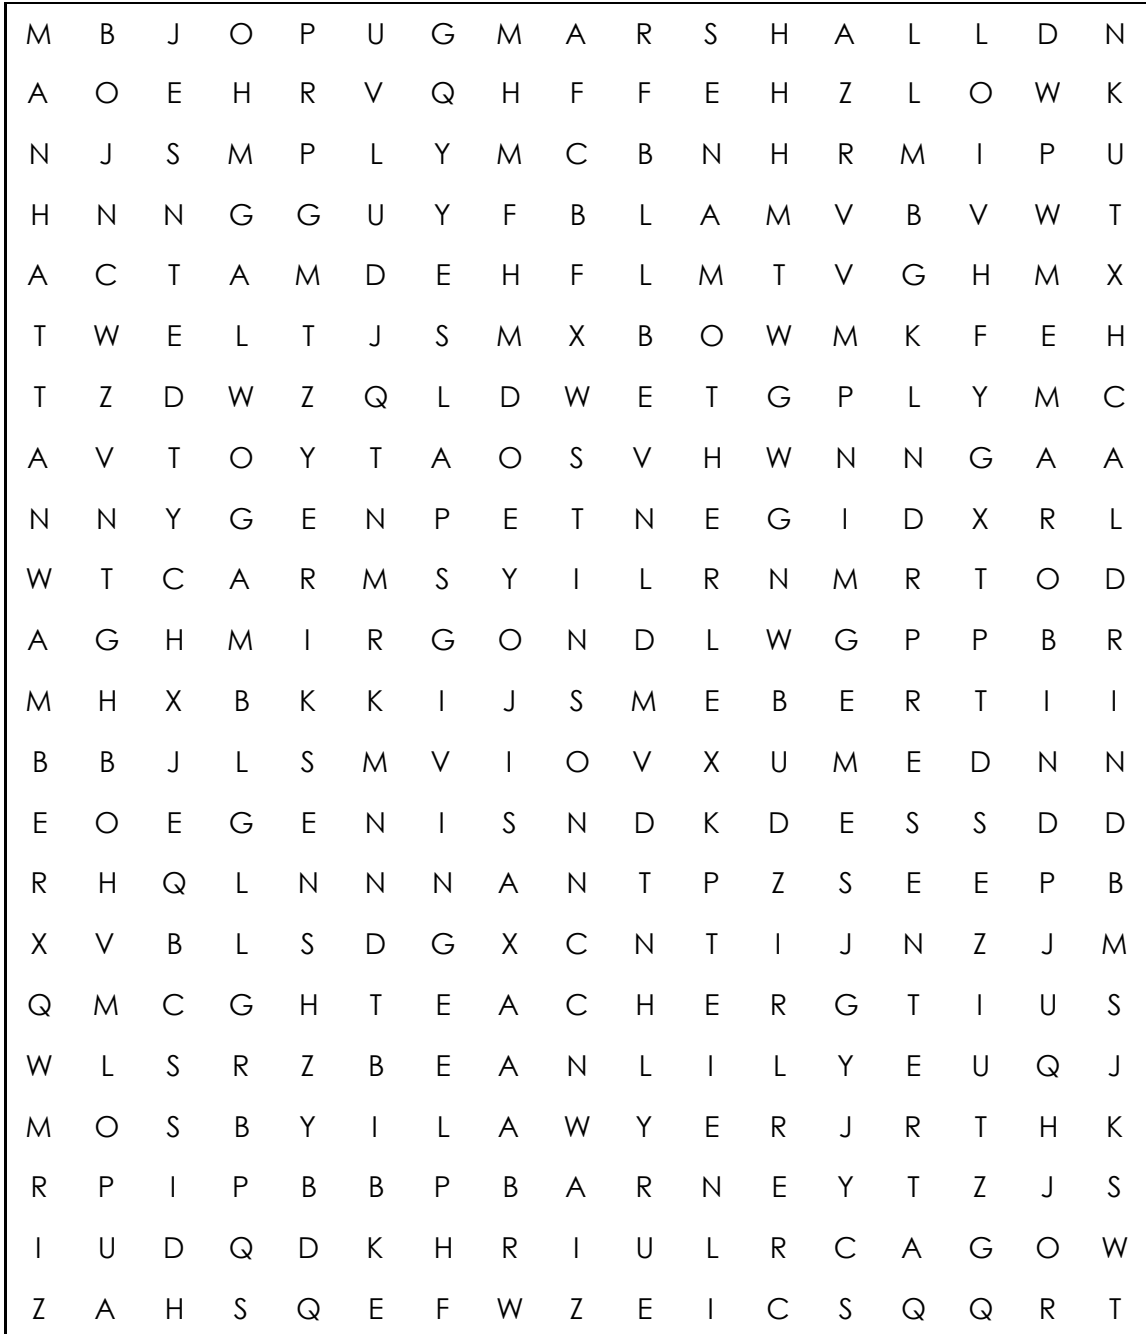 M B J O P U G M A R S H A L L D N
A O E H R V Q H F F E H Z L O W K
N J S M P L Y M C B N H R M I P U
H N N G G U Y F B L A M V B V W T
A C T A M D E H F L M T V G H M X
T W E L T J S M X B O W M K F E H
T Z D W Z Q L D W E T G P L Y M C
A V T O Y T A O S V H W N N G A A
N N Y G E N P E T N E G I D X R L
W T C A R M S Y I L R N M R T O D
A G H M I R G O N D L W G P P B R
M H X B K K I J S M E B E R T I I
B B J L S M V I O V X U M E D N N
E O E G E N I S N D K D E S S D D
R H Q L N N N A N T P Z S E E P B
X V B L S D G X C N T I J N Z J M
Q M C G H T E A C H E R G T I U S
W L S R Z B E A N L I L Y E U Q J
M O S B Y I L A W Y E R J R T H K
R P I P B B P B A R N E Y T Z J S
I U D Q D K H R I U L R C A G O W
Z A H S Q E F W Z E I C S Q Q R T